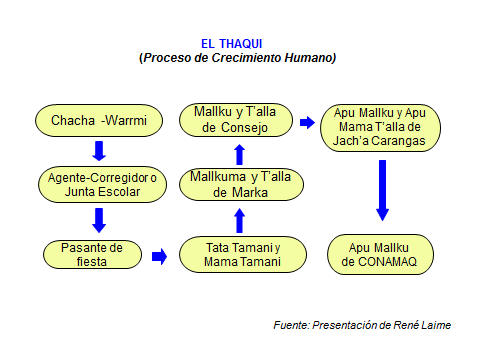 EL THAQUI
(Proceso de Crecimiento Humano)
Chacha -Warrmi
Agente-Corregidor o
Junta Escolar
Pasante de
fiesta
Tata Tamani y
Mama Tamani
Mallkuma y T'alla
de Marka
Mallku y T'alla
de Consejo
Apu Mallku y Apu
Mama T'alla de
Jach'a Carangas
Apu Mallku
de CONAMAQ
Fuente: Presentación de René Laime